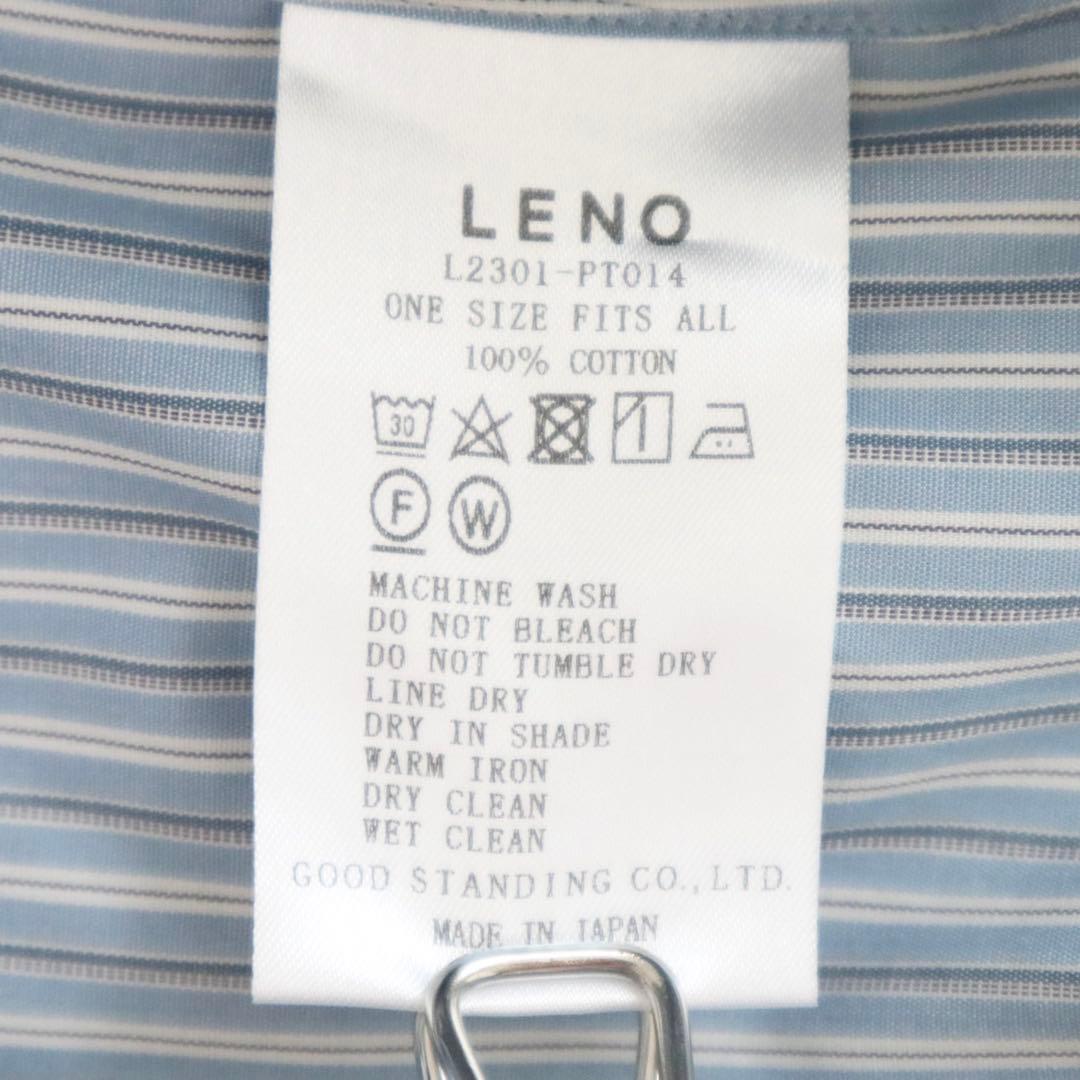 LENO
L2301-PT014
ONE SIZE FITS ALL
100% COTTON
30
F W
MACHINE WASH
DO NOT BLEACH
DO NOT TUMBLE DRY
LINE DRY
DRY IN SHADE
WARM IRON
DRY CLEAN
WET CLEAN
GOOD STANDING CO.,LTD.
MADE IN JAPAN